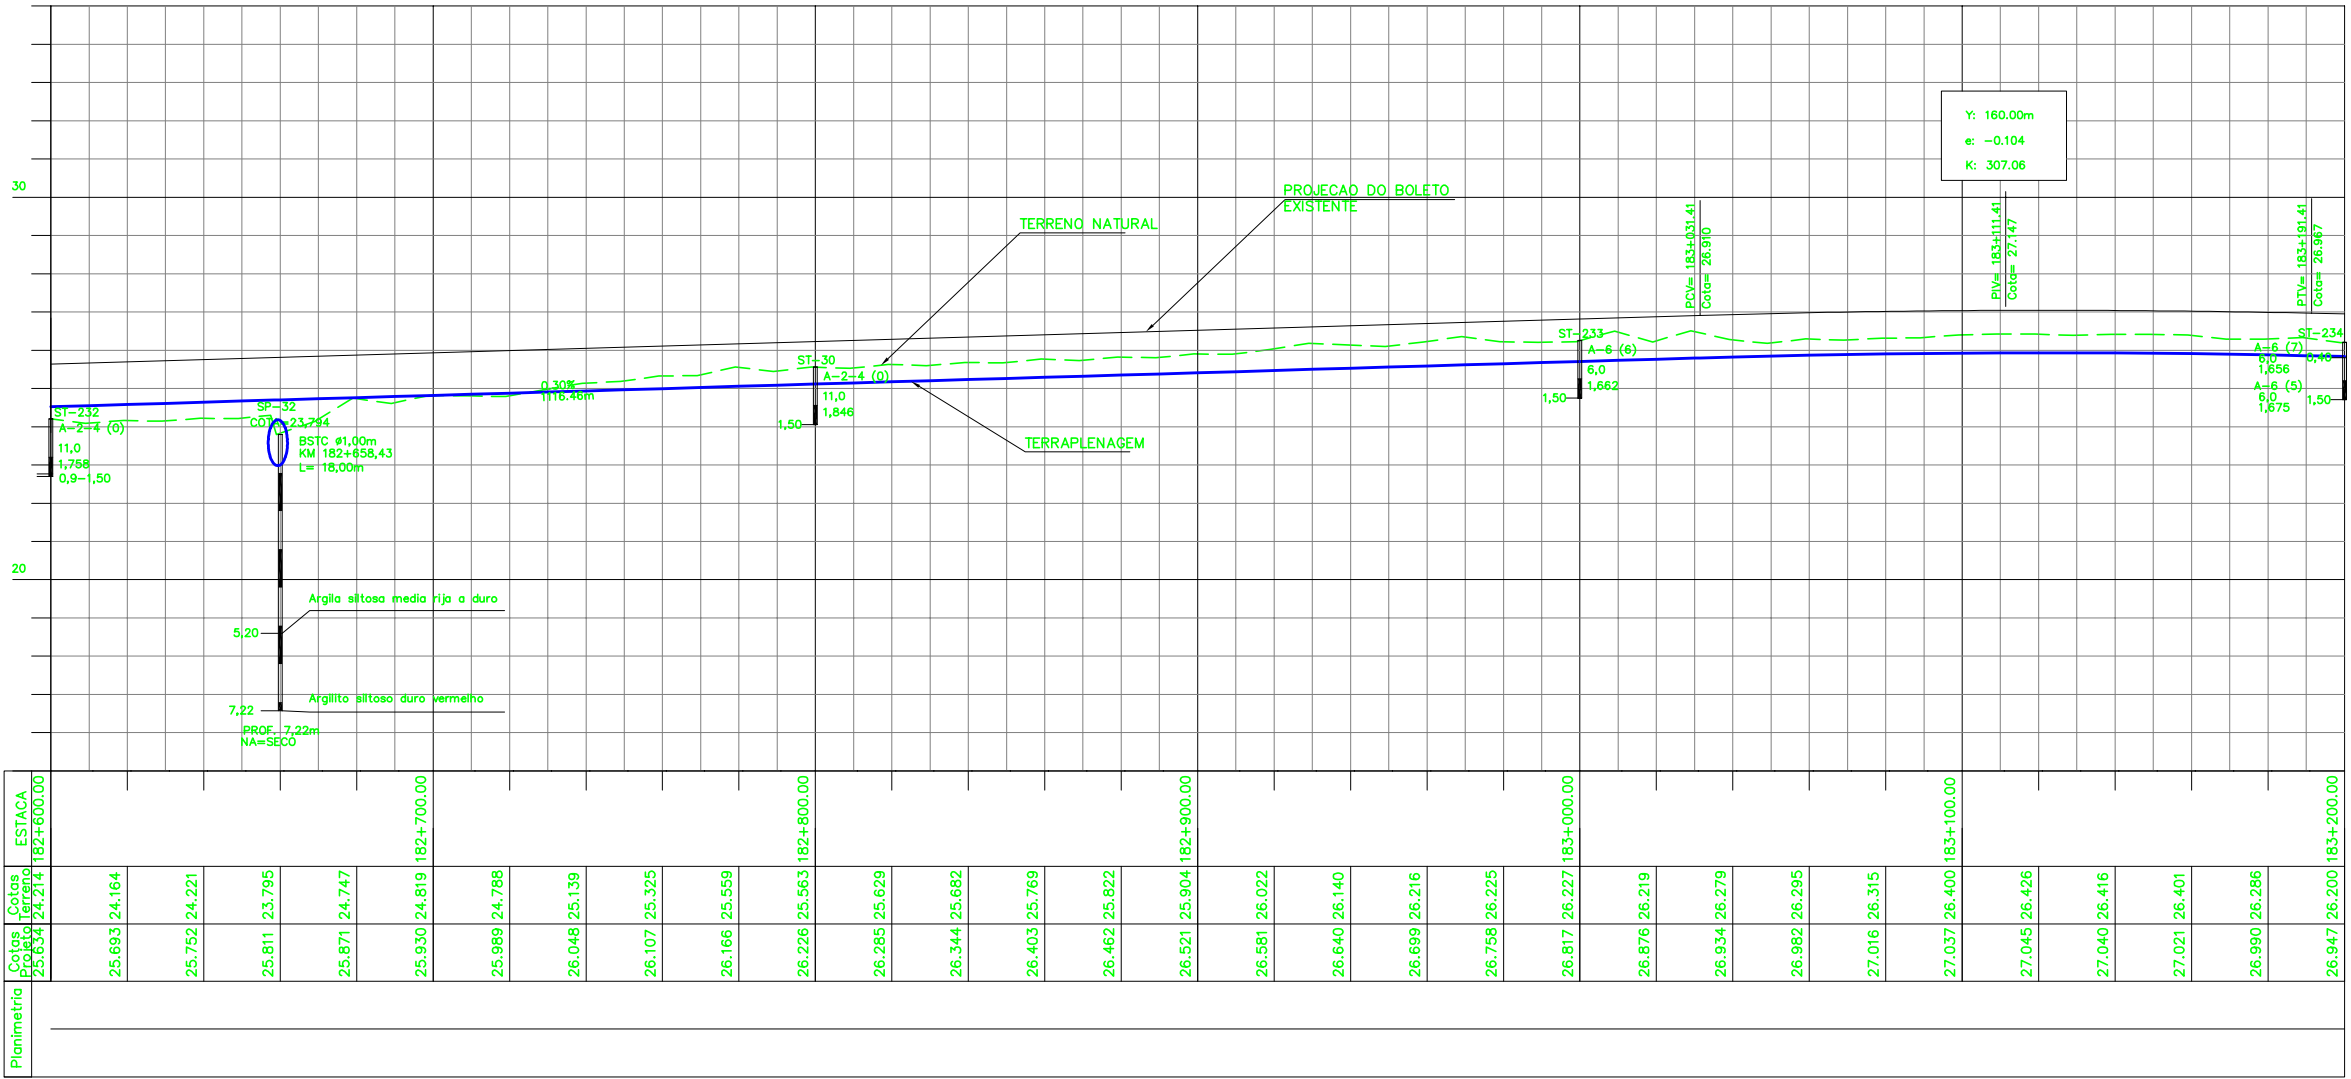 Y: 160.00m
e: -0.104
K: 307.06
30
PROJECAO DO BOLETO
EXISTENTE
TERRENO NATURAL
PCV= 183+031.41
Cota= 26.910
PIV= 183+111.41
Cota= 27.147
PTV= 183+191.41
Cota= 26.967
ST-232
A-2-4 (0)
11,0
1,758
0,9-1,50
SP-32
COTA=23,794
BSTC ø1,00m
KM 182+658,43
L= 18,00m
0.30%
1116.46m
ST-30
A-2-4 (0)
11,0
1,846
1,50
TERRAPLENAGEM
ST-233
A-6 (6)
6,0
1,662
1,50
ST-234
A-6 (7)
6,0
0,40
1,656
A-6 (5)
6,0
1,675
1,50
20
Argila siltosa media rija a duro
5,20
Argilito siltoso duro vermelho
7,22
PROF. 7,22m
NA=SECO
ESTACA
182+600.00
182+700.00
182+800.00
182+900.00
183+000.00
183+100.00
183+200.00
Cotas
Terreno
24.214
24.164
24.221
23.795
24.747
24.819
24.788
25.139
25.325
25.559
25.563
25.629
25.682
25.769
25.822
25.904
26.022
26.140
26.216
26.225
26.227
26.219
26.279
26.295
26.315
26.400
26.426
26.416
26.401
26.286
26.200
Cotas
Projeto
25.634
25.693
25.752
25.811
25.871
25.930
25.989
26.048
26.107
26.166
26.226
26.285
26.344
26.403
26.462
26.521
26.581
26.640
26.699
26.758
26.817
26.876
26.934
26.982
27.016
27.037
27.045
27.040
27.021
26.990
26.947
Planimetria